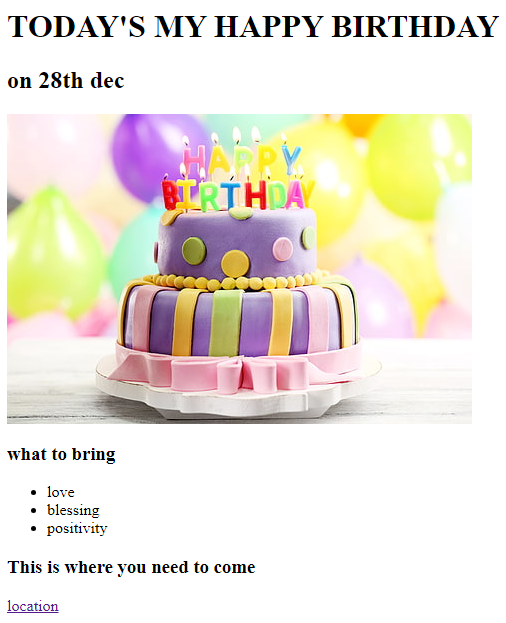 TODAY'S MY HAPPY BIRTHDAY
on 28th dec
HAPPY
BIRTHDAY
what to bring
love
blessing
positivity
This is where you need to come
location